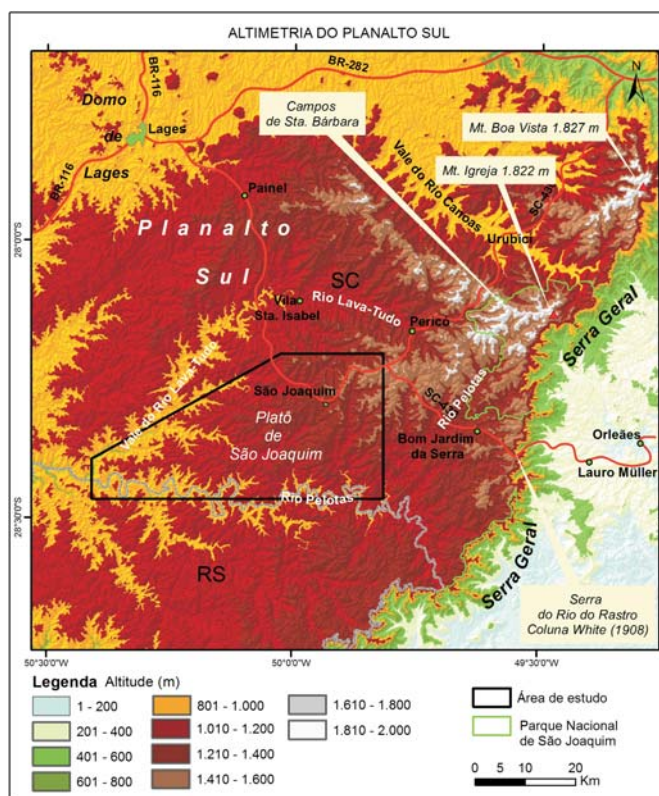 ALTIMETRIA DO PLANALTO SUL
BR-116
BR-282
N
Domo
de
Lages
Lages
BR-116
Campos
de Sta. Bárbara
Mt. Boa Vista 1.827 m
Mt. Igreja 1.822 m
Vale do Rio Canoas
Painel
Urubici
28°0'0"S
Planalto
Sul
SC
Vila
Sta. Isabel
Rio Lava-Tudo
Pericó
Serra Geral
Vale do Rio Lava-Tudo
São Joaquim
Rio Pelotas
Platô
de
São Joaquim
Bom Jardim
da Serra
Orleães
Lauro Müller
Rio Pelotas
28°30'0"S
RS
Serra Geral
Serra
do Rio do Rastro
Coluna White (1908)
50°30'0"W
50°0'0"W
49°30'0"W
Legenda Altitude (m)
1 - 200
201 - 400
401 - 600
601 - 800
801 - 1.000
1.010 - 1.200
1.210 - 1.400
1.410 - 1.600
1.610 - 1.800
1.810 - 2.000
Área de estudo
Parque Nacional
de São Joaquim
0 5 10 20
Km